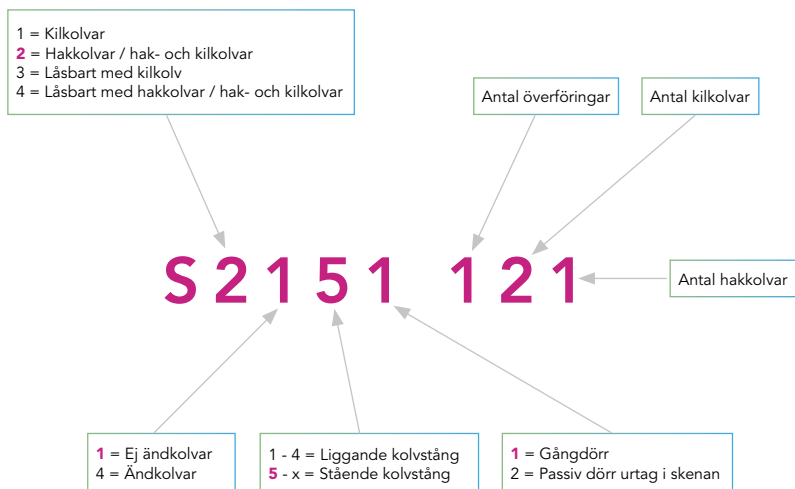 1 = Kilkolvar
2 = Hakkolvar / hak- och kilkolvar
3 = Låsbart med kilkolv
4 = Låsbart med hakkolvar / hak- och kilkolvar
Antal överföringar
Antal kilkolvar
S2151 121
Antal hakkolvar
1 = Ej ändkolvar
4 = Ändkolvar
1 - 4 = Liggande kolvstång
5 - x = Stående kolvstång
1 = Gångdörr
2 = Passiv dörr urtag i skenan